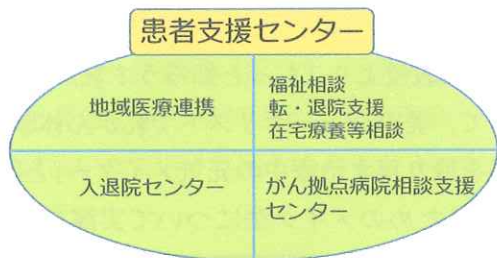 患者支援センター
地域医療連携
福祉相談
転・退院支援
在宅療養等相談
入退院センター
がん拠点病院相談支援
センター